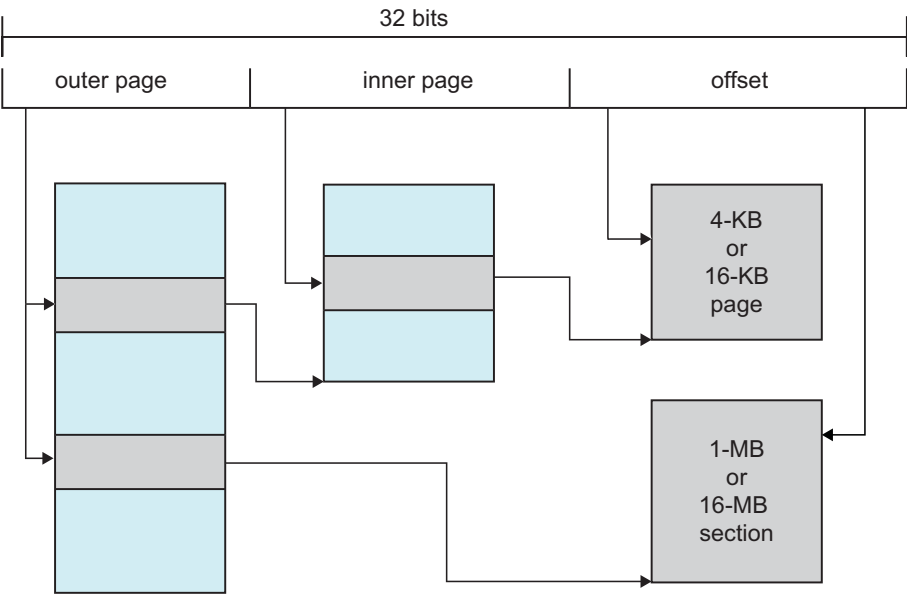 32 bits
outer page
inner page
offset
4-KB
or
16-KB
page
1-MB
or
16-MB
section